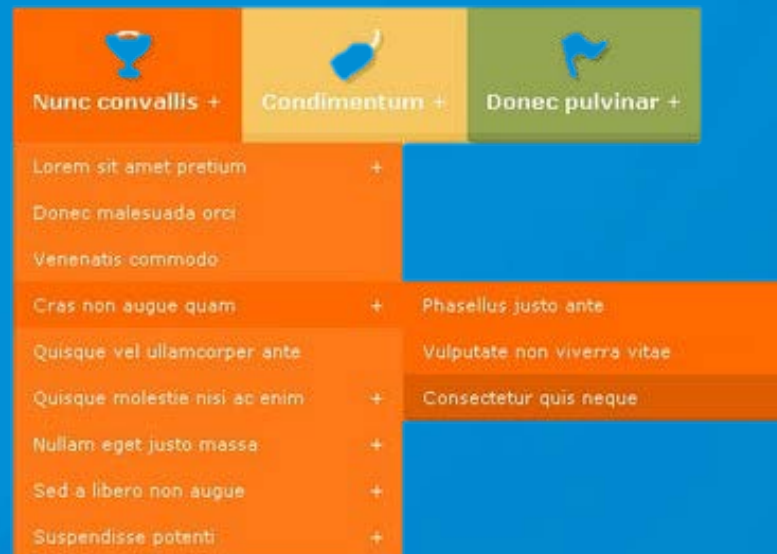 Nunc convallis + Condimentum + Donec pulvinar +
Lorem sit amet pretium +
Donec malesuada orci
Venenatis commodo
Cras non augue quam + Phasellus justo ante
Quisque vel ullamcorper ante Vulputate non viverra vitae
Quisque molestie nisi ac enim + Consectetur quis neque
Nullam eget justo massa +
Sed a libero non augue +
Suspendisse potenti +